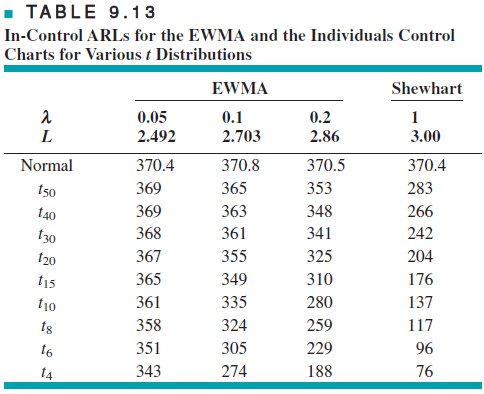 ■ TABLE 9.13
In-Control ARLs for the EWMA and the Individuals Control
Charts for Various t Distributions
EWMA Shewhart
λ 0.05 0.1 0.2 1
L 2.492 2.703 2.86 3.00
Normal 370.4 370.8 370.5 370.4
t50 369 365 353 283
t40 369 363 348 266
t30 368 361 341 242
t20 367 355 325 204
t15 365 349 310 176
t10 361 335 280 137
t8 358 324 259 117
t6 351 305 229 96
t4 343 274 188 76